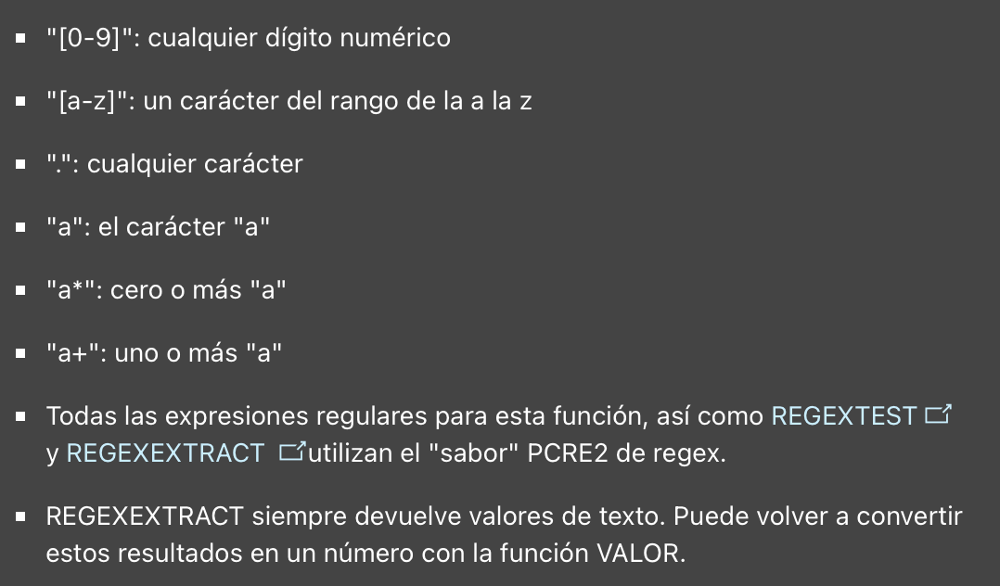 ▪ "[0-9]": cualquier dígito numérico
▪ "[a-z]": un carácter del rango de la a la z
▪ ".": cualquier carácter
▪ "a": el carácter "a"
▪ "a*": cero o más "a"
▪ "a+": uno o más "a"
▪ Todas las expresiones regulares para esta función, así como REGEXTEST
y REGEXEXTRACT utilizan el "sabor" PCRE2 de regex.
▪ REGEXEXTRACT siempre devuelve valores de texto. Puede volver a convertir
estos resultados en un número con la función VALOR.